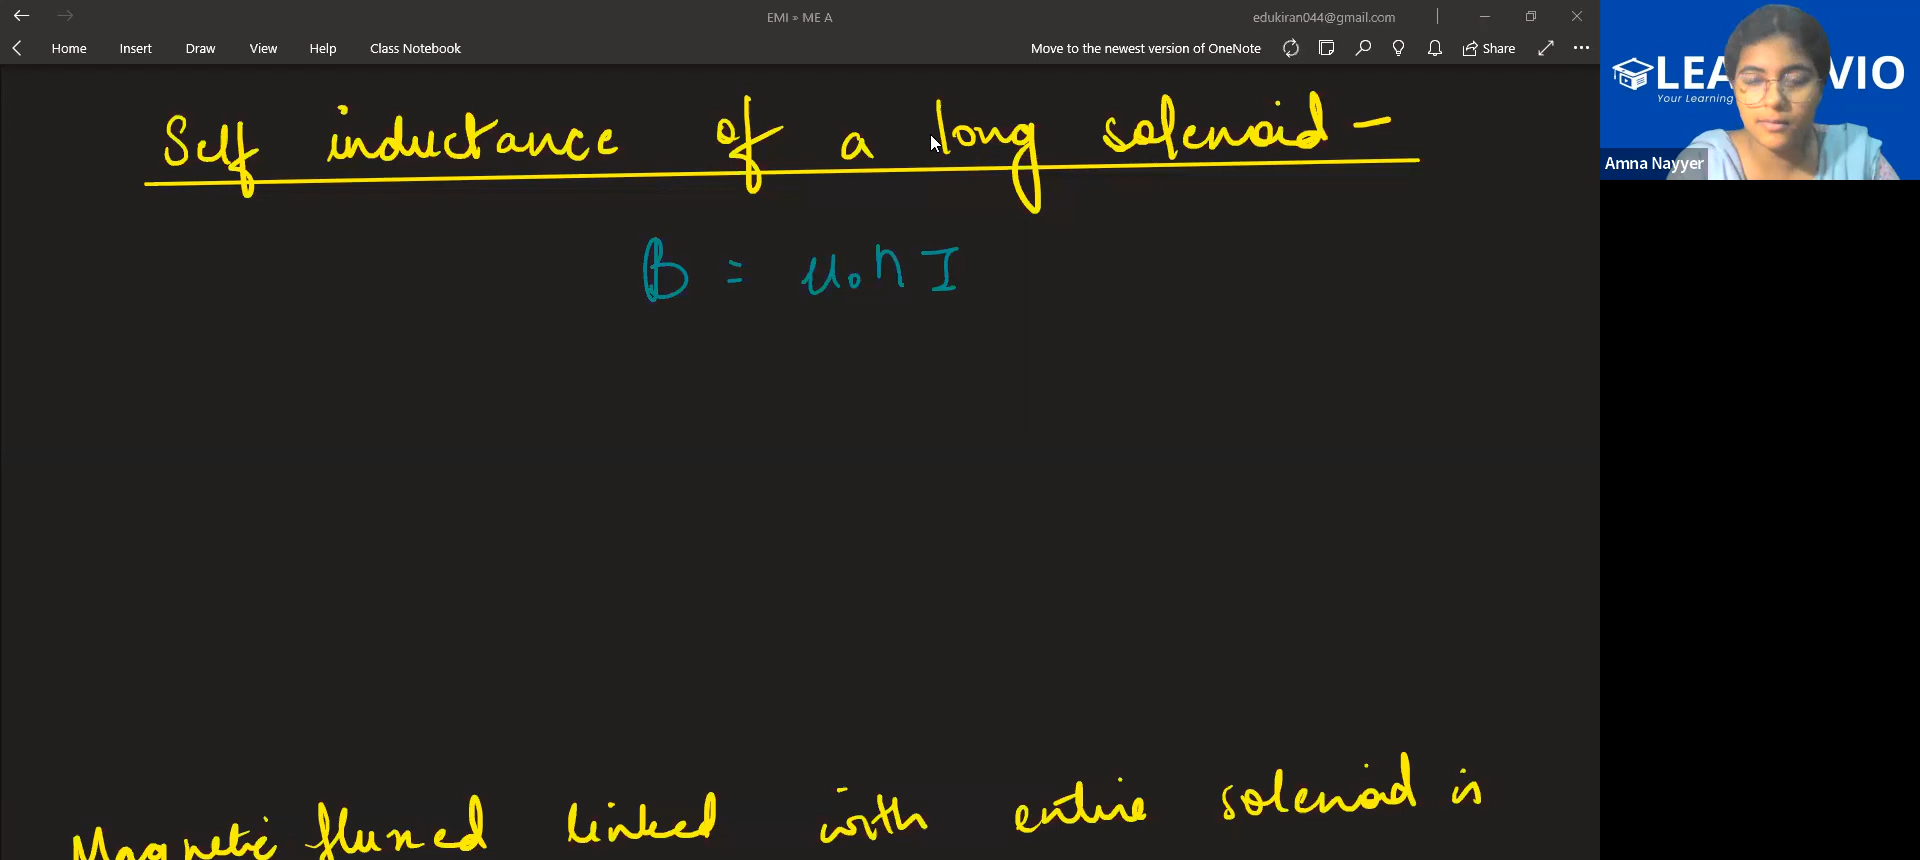 EMI » ME A
edukiran044@gmail.com
Home Insert Draw View Help Class Notebook
Move to the newest version of OneNote
Share
Self inductance of a long solenoid -
B = μ₀nI
Magnetic fluxed linked with entire solenoid is
VIO
Your Learning
Amna Nayyer